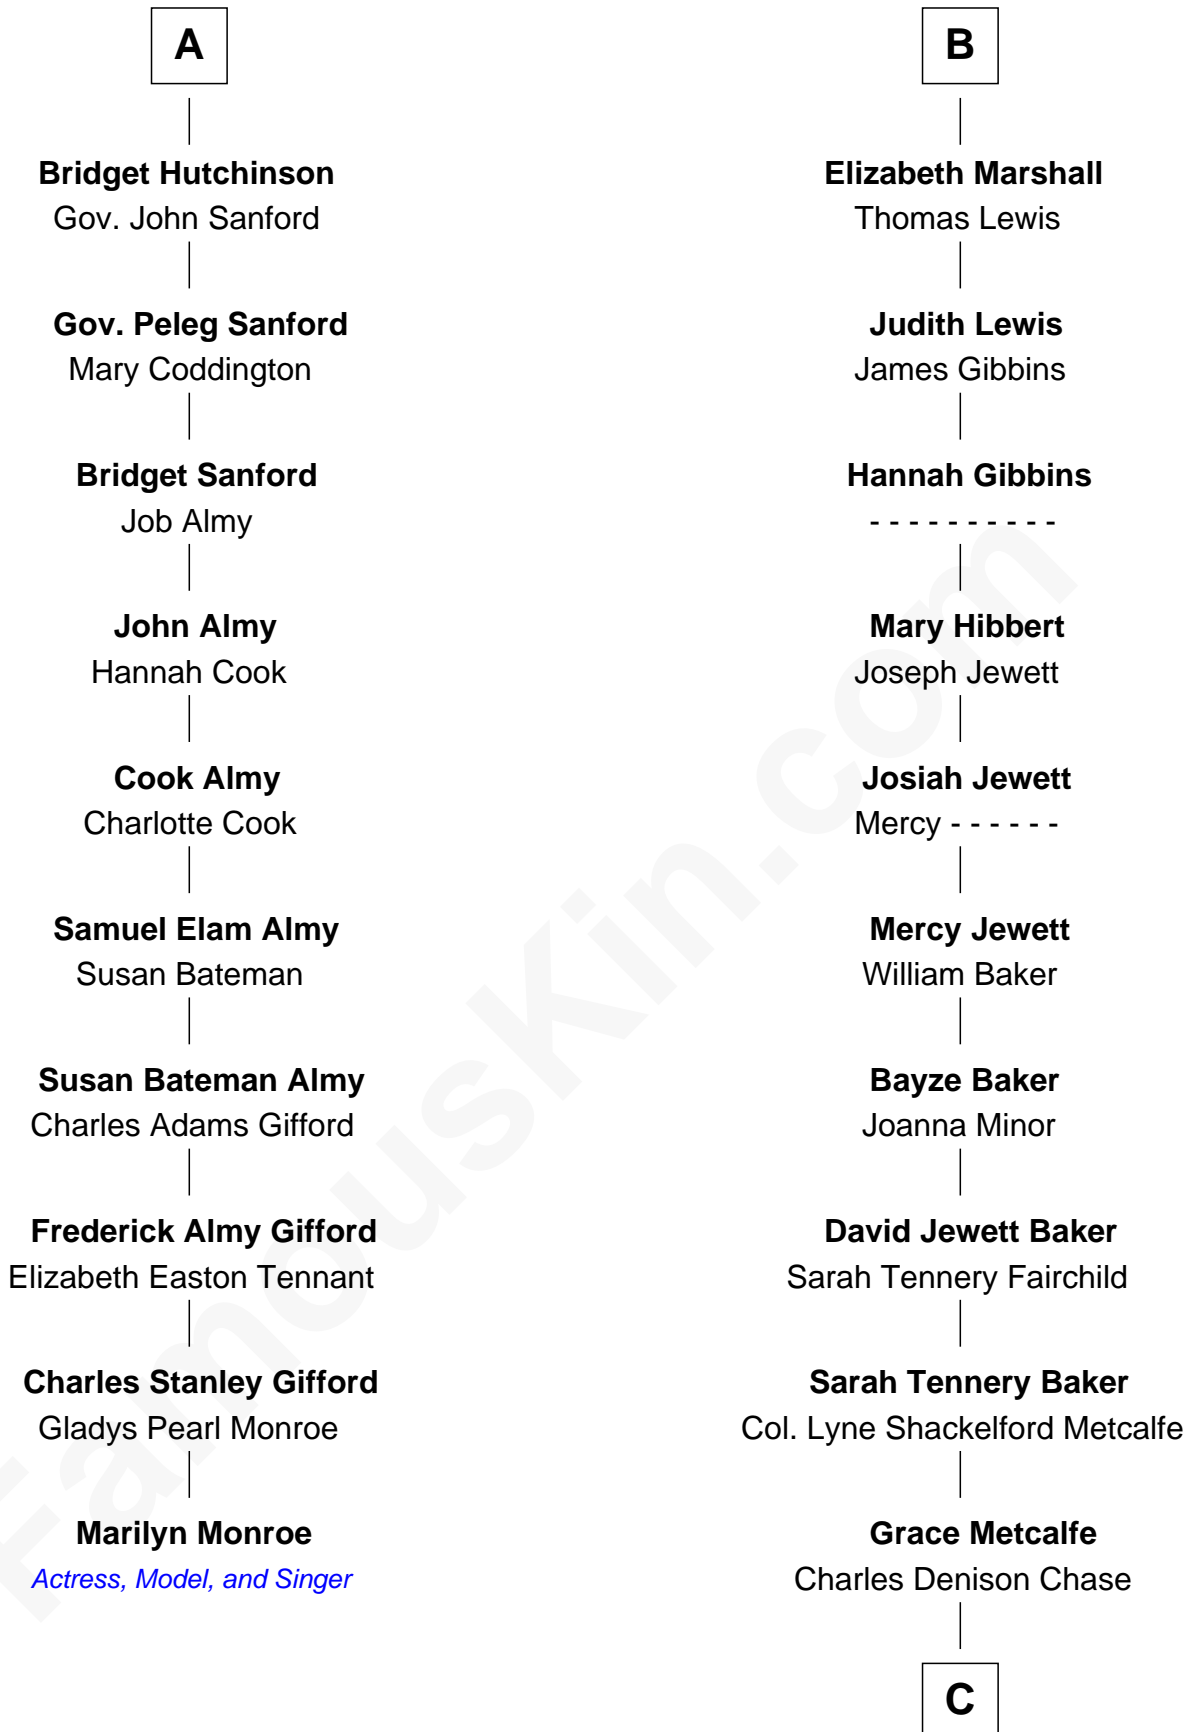 A
Bridget Hutchinson
Gov. John Sanford
Gov. Peleg Sanford
Mary Coddington
Bridget Sanford
Job Almy
John Almy
Hannah Cook
Cook Almy
Charlotte Cook
Samuel Elam Almy
Susan Bateman
Susan Bateman Almy
Charles Adams Gifford
Frederick Almy Gifford
Elizabeth Easton Tennant
Charles Stanley Gifford
Gladys Pearl Monroe
Marilyn Monroe
Actress, Model, and Singer
B
Elizabeth Marshall
Thomas Lewis
Judith Lewis
James Gibbins
Hannah Gibbins
- - - - - - - - - -
Mary Hibbert
Joseph Jewett
Josiah Jewett
Mercy - - - - - -
Mercy Jewett
William Baker
Bayze Baker
Joanna Minor
David Jewett Baker
Sarah Tennery Fairchild
Sarah Tennery Baker
Col. Lyne Shackelford Metcalfe
Grace Metcalfe
Charles Denison Chase
C
FamousKin.com